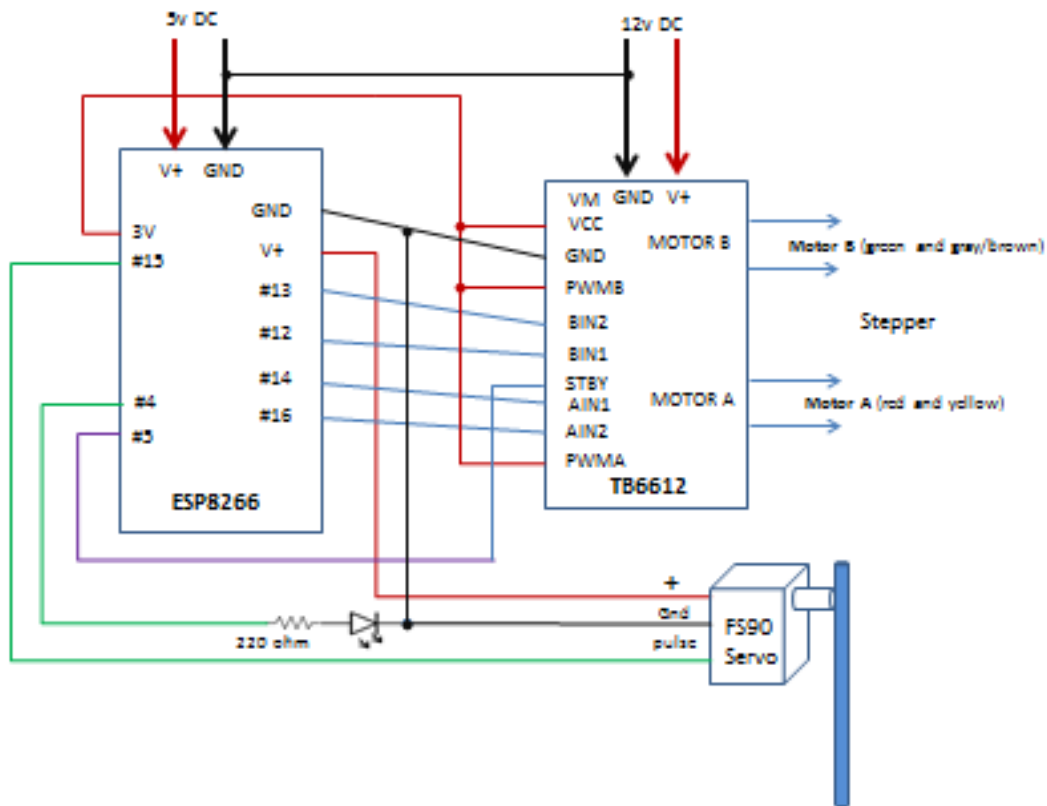 5v DC
12v DC
V+ GND
GND
3V
V+
#15
#13
#12
#14
#4
#16
#5
ESP8266
VM GND V+
VCC
MOTOR B
GND
PWMB
BIN2
BIN1
STBY
AIN1
MOTOR A
AIN2
PWMA
TB6612
Motor B (green and gray/brown)
Stepper
Motor A (red and yellow)
+
Gnd
220 ohm
pulse
FS90
Servo